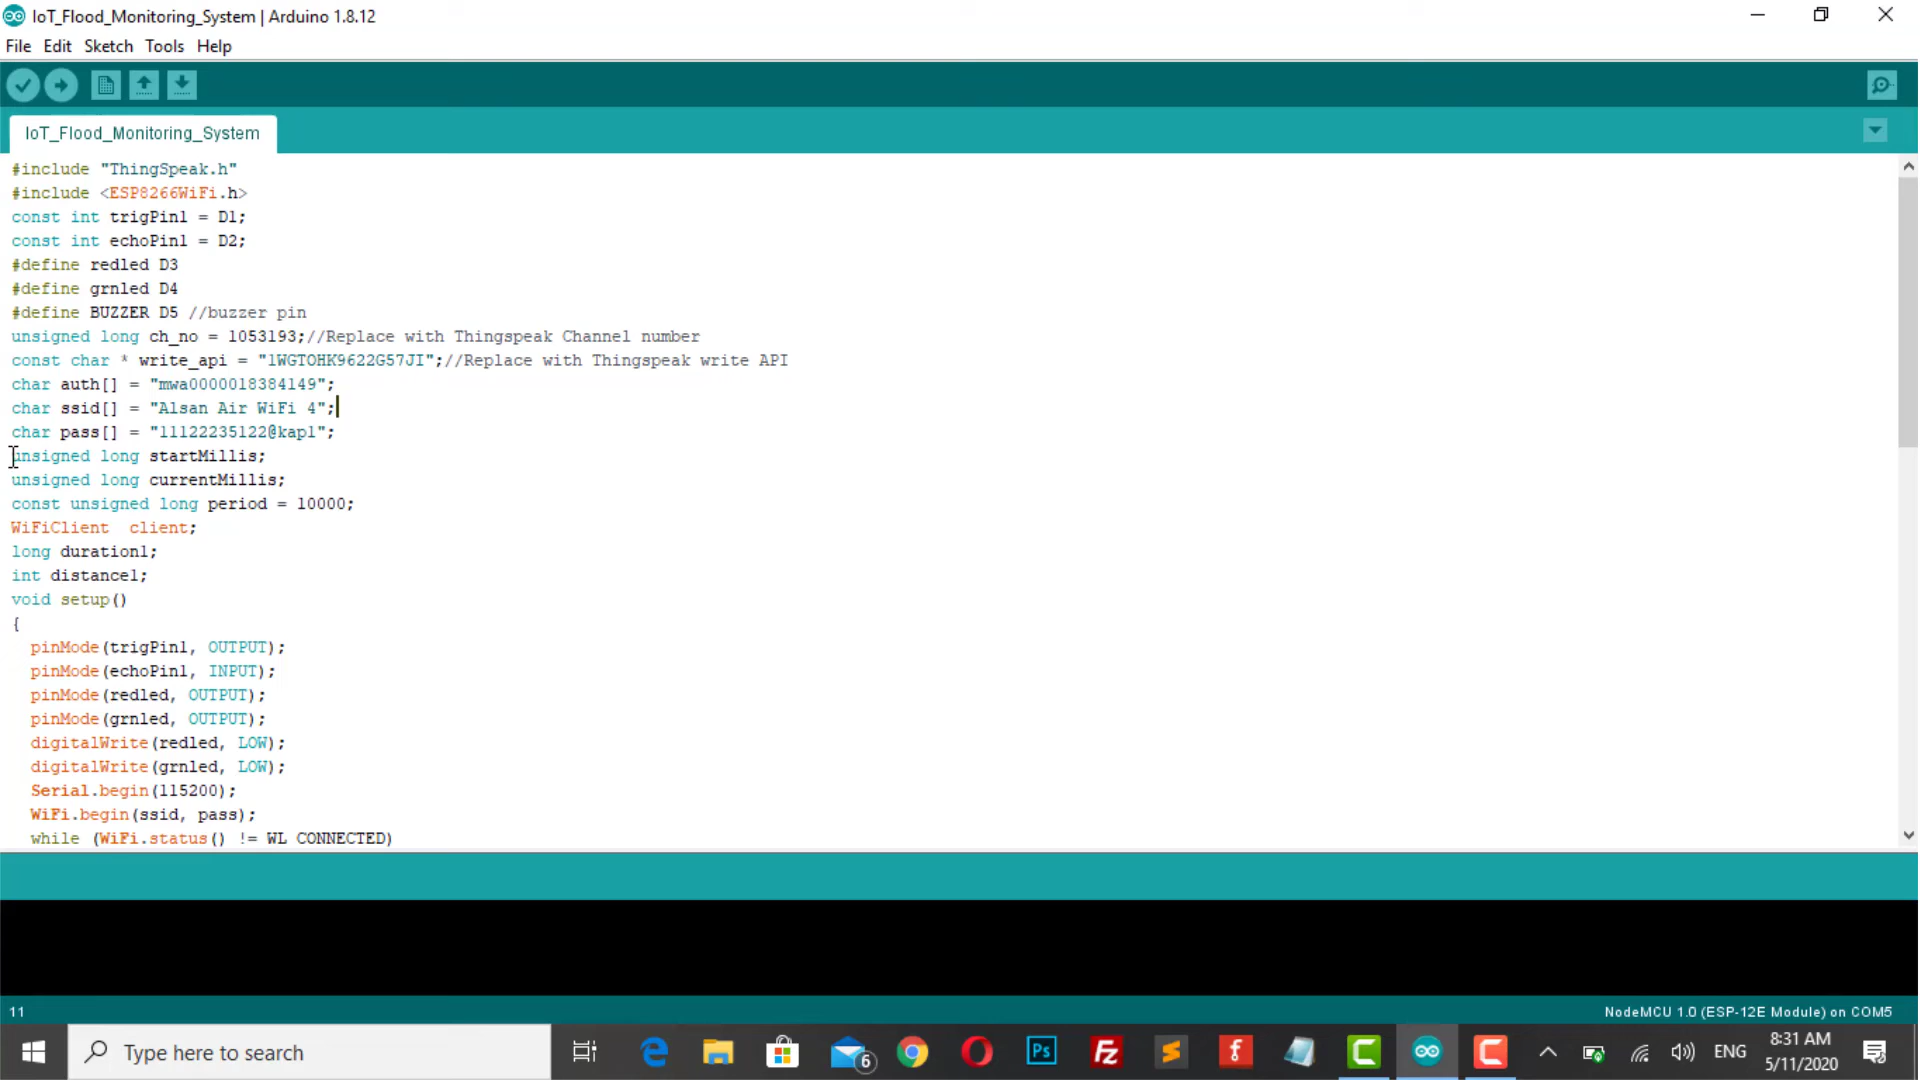 IoT_Flood_Monitoring_System | Arduino 1.8.12
File Edit Sketch Tools Help
IoT_Flood_Monitoring_System
#include "ThingSpeak.h"
#include <ESP8266WiFi.h>
const int trigPin1 = D1;
const int echoPin1 = D2;
#define redled D3
#define grnled D4
#define BUZZER D5 //buzzer pin
unsigned long ch_no = 1053193;//Replace with Thingspeak Channel number
const char * write_api = "1WGTOHK9622G57JI";//Replace with Thingspeak write API
char auth[] = "mwa0000018384149";
char ssid[] = "Alsan Air WiFi 4";
char pass[] = "11122235122@kap1";
unsigned long startMillis;
unsigned long currentMillis;
const unsigned long period = 10000;
WiFiClient  client;
long duration1;
int distance1;
void setup()
{
  pinMode(trigPin1, OUTPUT);
  pinMode(echoPin1, INPUT);
  pinMode(redled, OUTPUT);
  pinMode(grnled, OUTPUT);
  digitalWrite(redled, LOW);
  digitalWrite(grnled, LOW);
  Serial.begin(115200);
  WiFi.begin(ssid, pass);
  while (WiFi.status() != WL_CONNECTED)
11
NodeMCU 1.0 (ESP-12E Module) on COM5
Type here to search
Ps
Fz
6
ENG
8:31 AM
5/11/2020